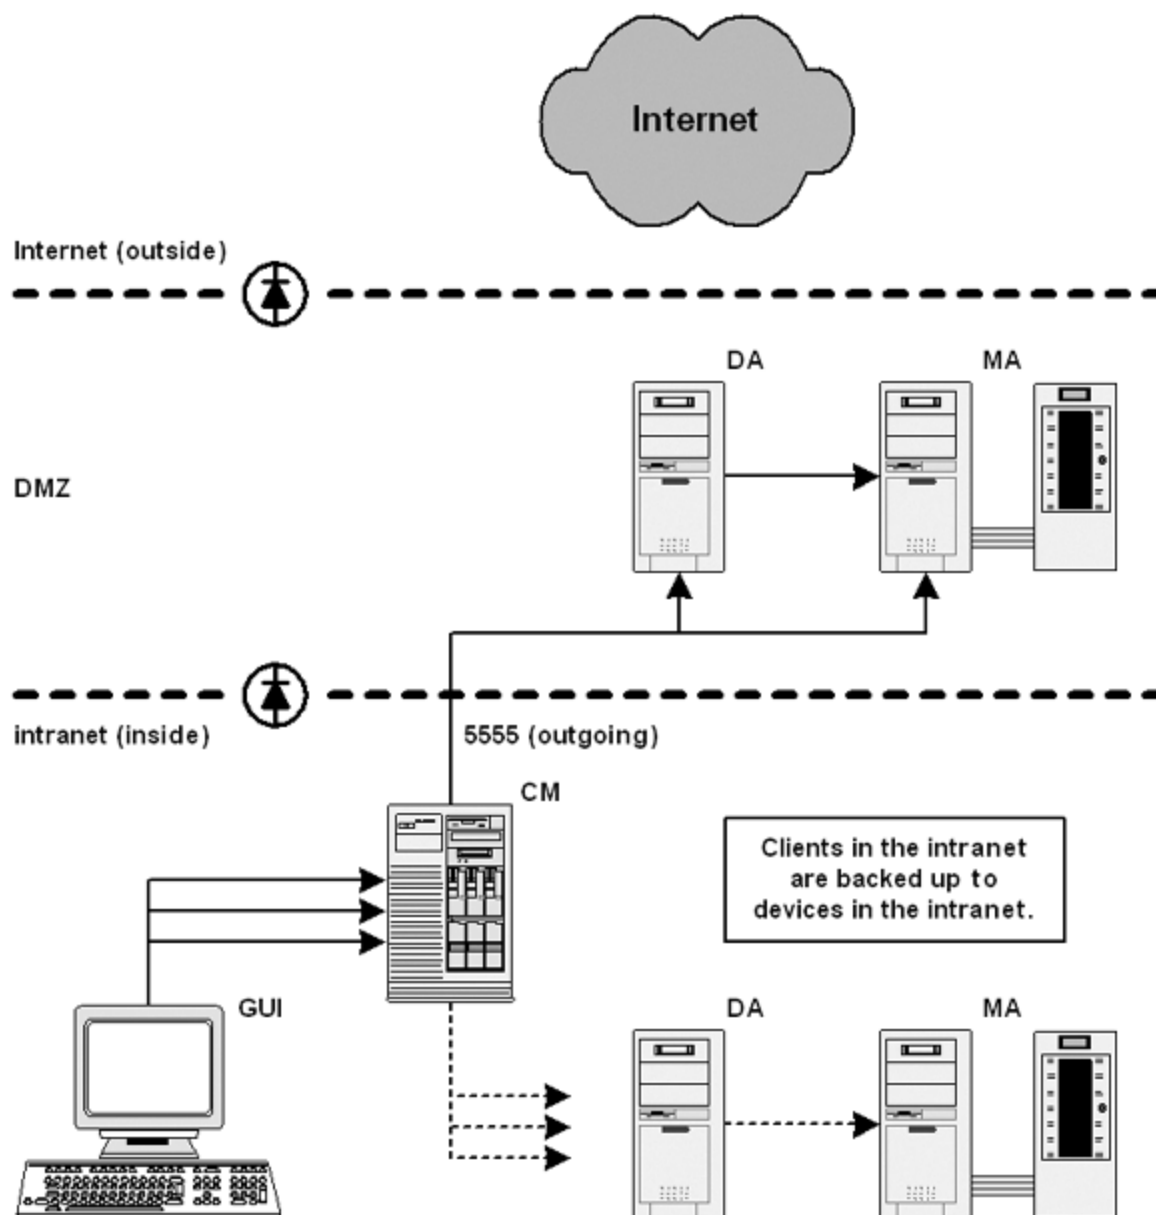 Internet
Internet (outside)
DA
MA
DMZ
intranet (inside)
5555 (outgoing)
CM
Clients in the intranet
are backed up to
devices in the intranet.
GUI
DA
MA